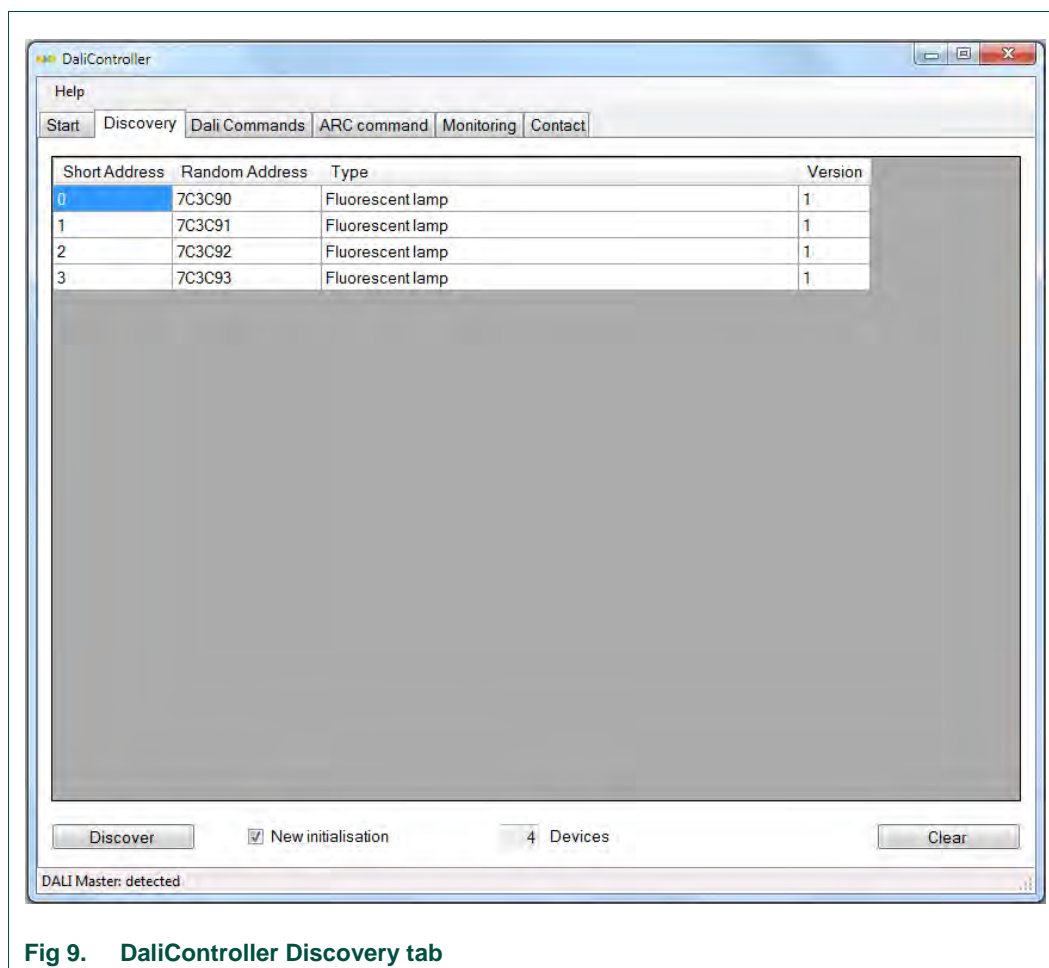 DaliController
Help
Start Discovery Dali Commands ARC command Monitoring Contact
Short Address Random Address Type Version
0 7C3C90 Fluorescent lamp 1
1 7C3C91 Fluorescent lamp 1
2 7C3C92 Fluorescent lamp 1
3 7C3C93 Fluorescent lamp 1
Discover New initialisation 4 Devices Clear
DALI Master: detected
Fig 9. DaliController Discovery tab